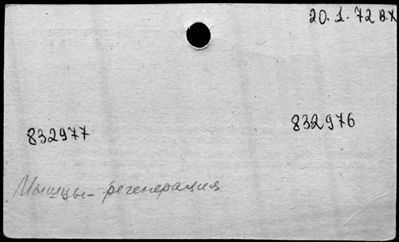 20.1.72 в.х
832976
832977
Мышцы - регенерация